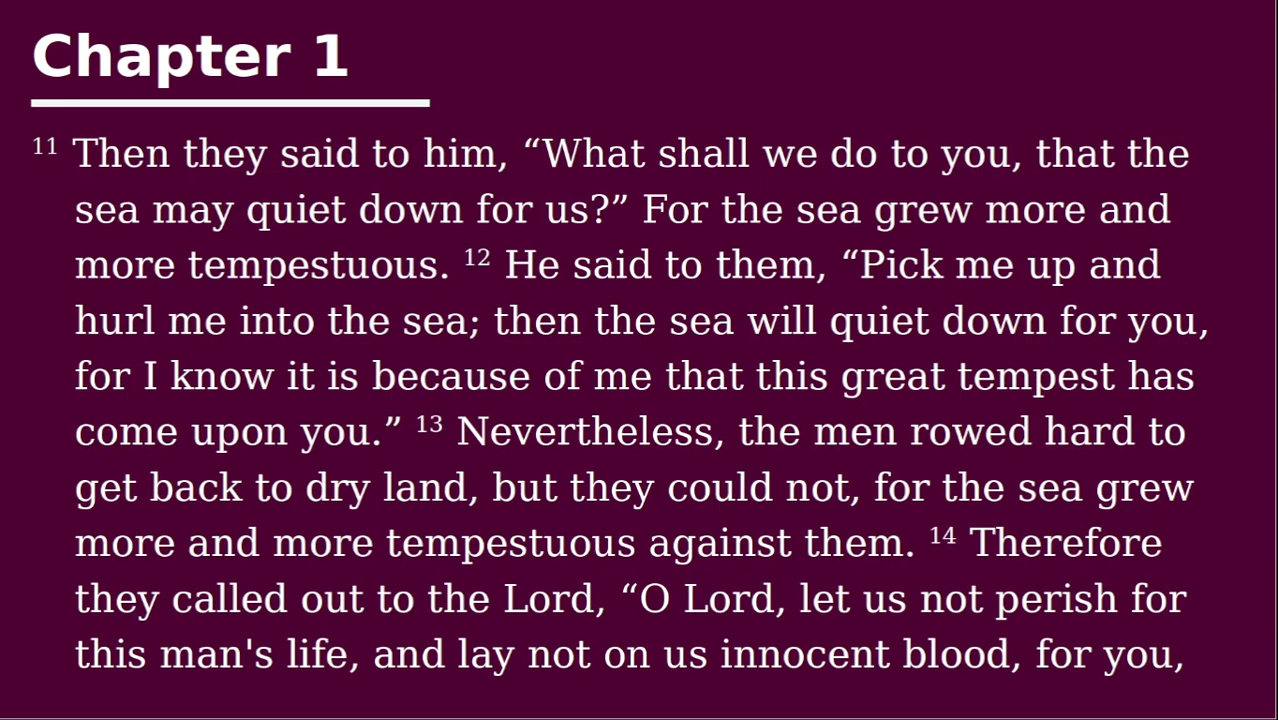 Chapter 1
11 Then they said to him, “What shall we do to you, that the
sea may quiet down for us?” For the sea grew more and
more tempestuous. 12 He said to them, “Pick me up and
hurl me into the sea; then the sea will quiet down for you,
for I know it is because of me that this great tempest has
come upon you.” 13 Nevertheless, the men rowed hard to
get back to dry land, but they could not, for the sea grew
more and more tempestuous against them. 14 Therefore
they called out to the Lord, “O Lord, let us not perish for
this man's life, and lay not on us innocent blood, for you,